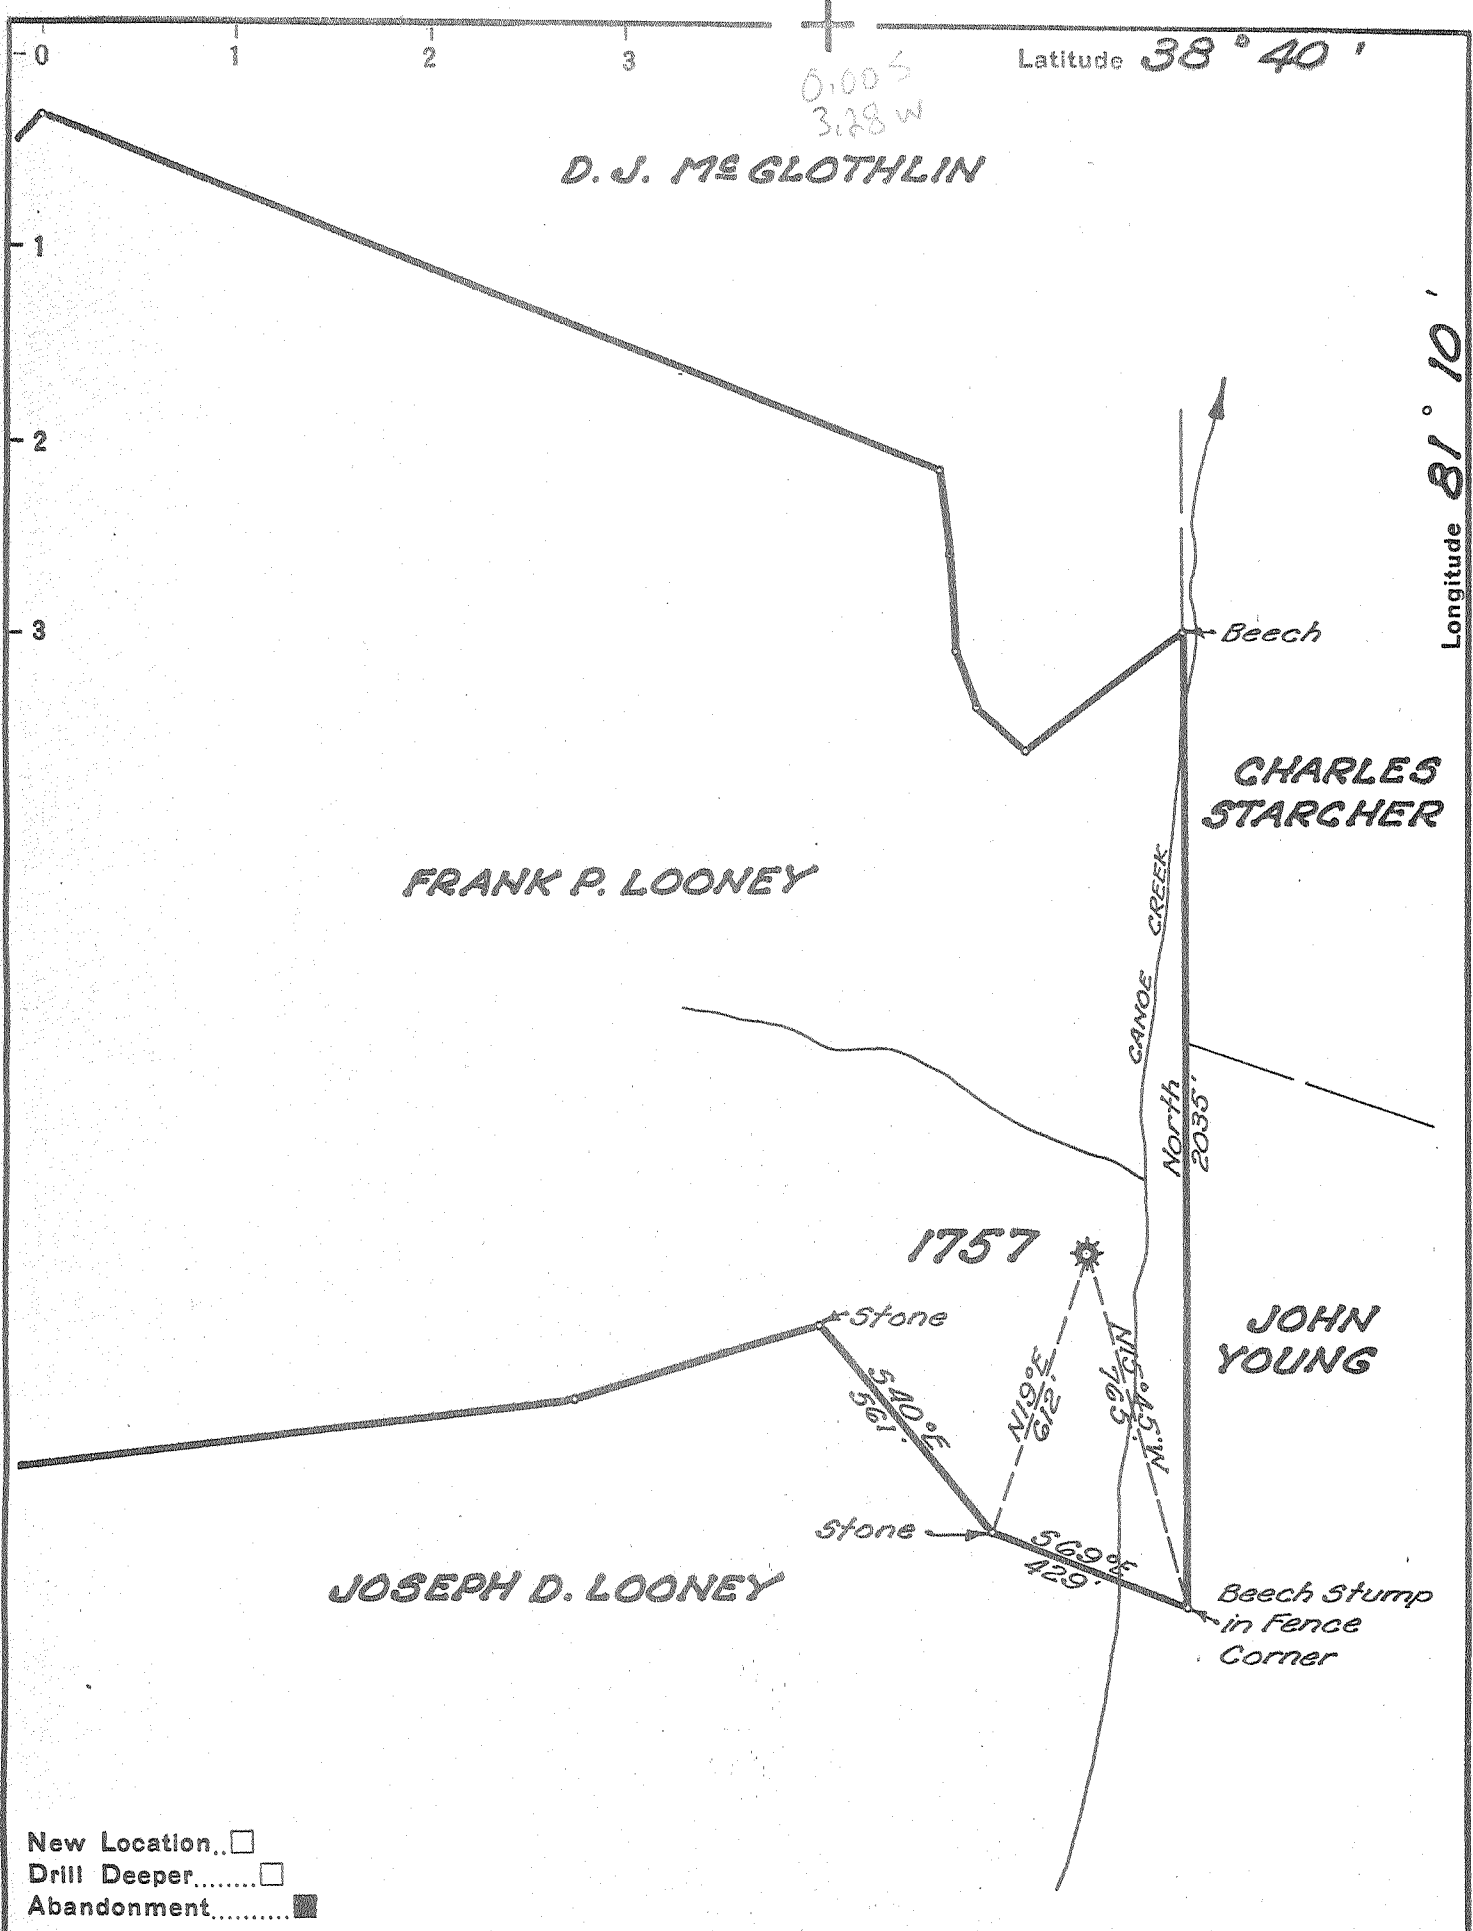 0 1 2 3
Latitude 38° 40'
0.00 S
3.28 W
D. J. McGLOTHLIN
1
2
3
Longitude 81° 10'
Beech
CHARLES
STARCHER
FRANK P. LOONEY
CANOE CREEK
North
2035'
1757
Stone
JOHN
YOUNG
S 40°E
561'
N19°E
612'
N15°45'W
765'
Stone
S69°E
429'
JOSEPH D. LOONEY
Beech Stump
in Fence
Corner
New Location..□
Drill Deeper........□
Abandonment..........■